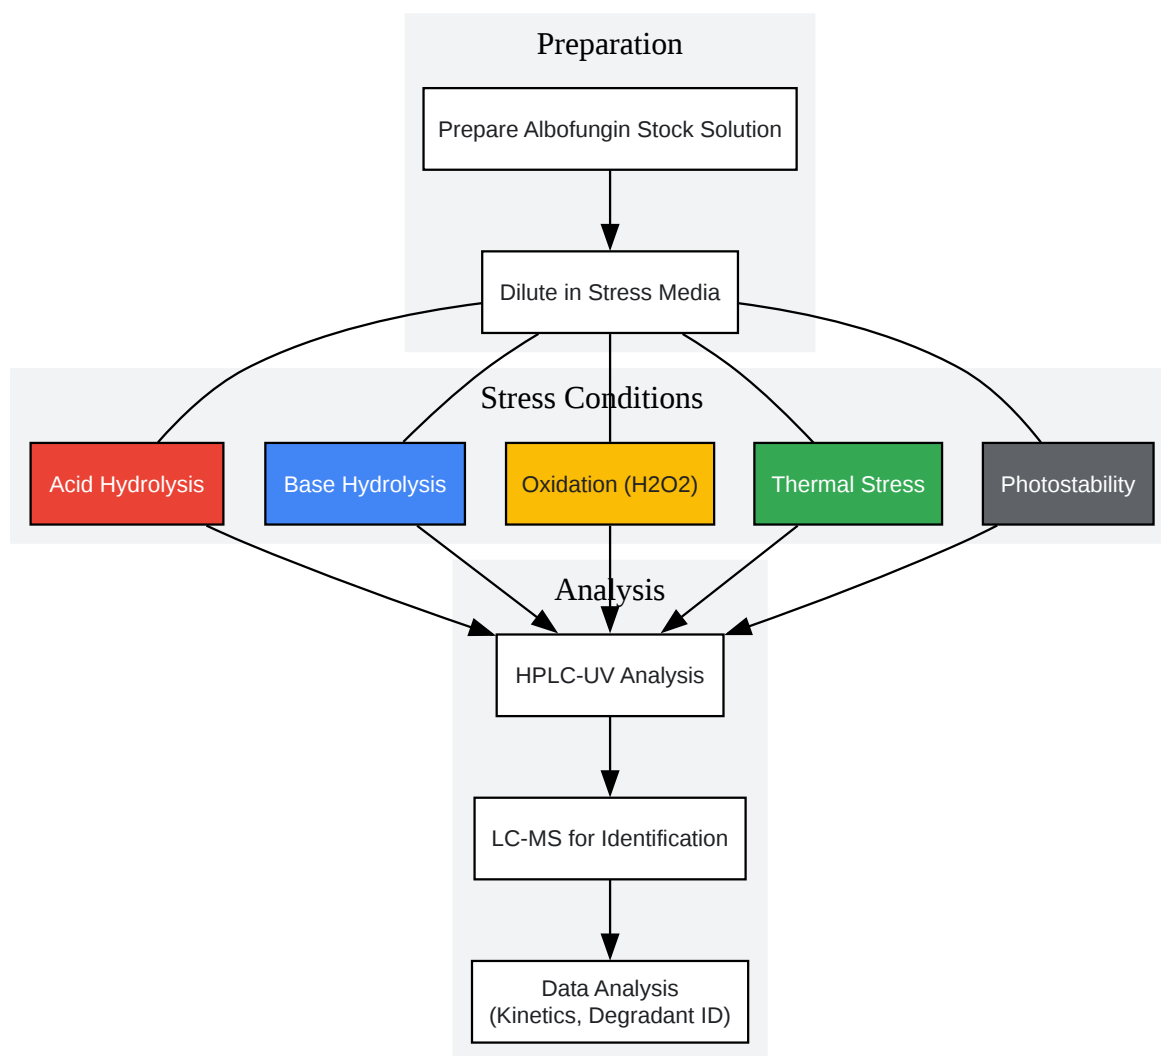 Preparation
Prepare Albofungin Stock Solution
Dilute in Stress Media
Stress Conditions
Acid Hydrolysis
Base Hydrolysis
Oxidation (H2O2)
Thermal Stress
Photostability
Analysis
HPLC-UV Analysis
LC-MS for Identification
Data Analysis
(Kinetics, Degradant ID)